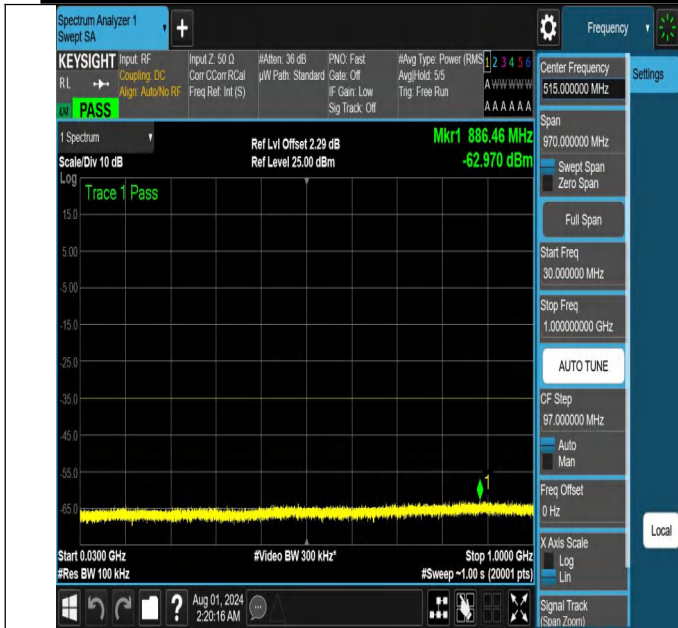 Spectrum Analyzer 1
Swept SA
+
Frequency
KEYSIGHT
RL
PASS
Input: RF
Coupling: DC
Align: Auto/No RF
Input Z: 50 Ω
Corr CCorr RCal
Freq Ref: Int (S)
#Atten: 36 dB
µW Path: Standard
PNO: Fast
Gate: Off
IF Gain: Low
Sig Track: Off
#Avg Type: Power (RMS
Avg|Hold: 5/5
Trig: Free Run
1 2 3 4 5 6
A W W W W W
A A A A A A
1 Spectrum
Scale/Div 10 dB
Log
Ref Lvl Offset 2.29 dB
Ref Level 25.00 dBm
Mkr1 886.46 MHz
-62.970 dBm
Trace 1 Pass
15.0
5.00
-5.00
-15.0
-25.0
-35.0
-45.0
-55.0
-65.0
1
Start 0.0300 GHz
#Res BW 100 kHz
#Video BW 300 kHz*
Stop 1.0000 GHz
#Sweep ~1.00 s (20001 pts)
?
Aug 01, 2024
2:20:16 AM
Center Frequency
515.000000 MHz
Settings
Span
970.000000 MHz
Swept Span
Zero Span
Full Span
Start Freq
30.000000 MHz
Stop Freq
1.000000000 GHz
AUTO TUNE
CF Step
97.000000 MHz
Auto
Man
Freq Offset
0 Hz
Local
X Axis Scale
Log
Lin
Signal Track
(Span Zoom)